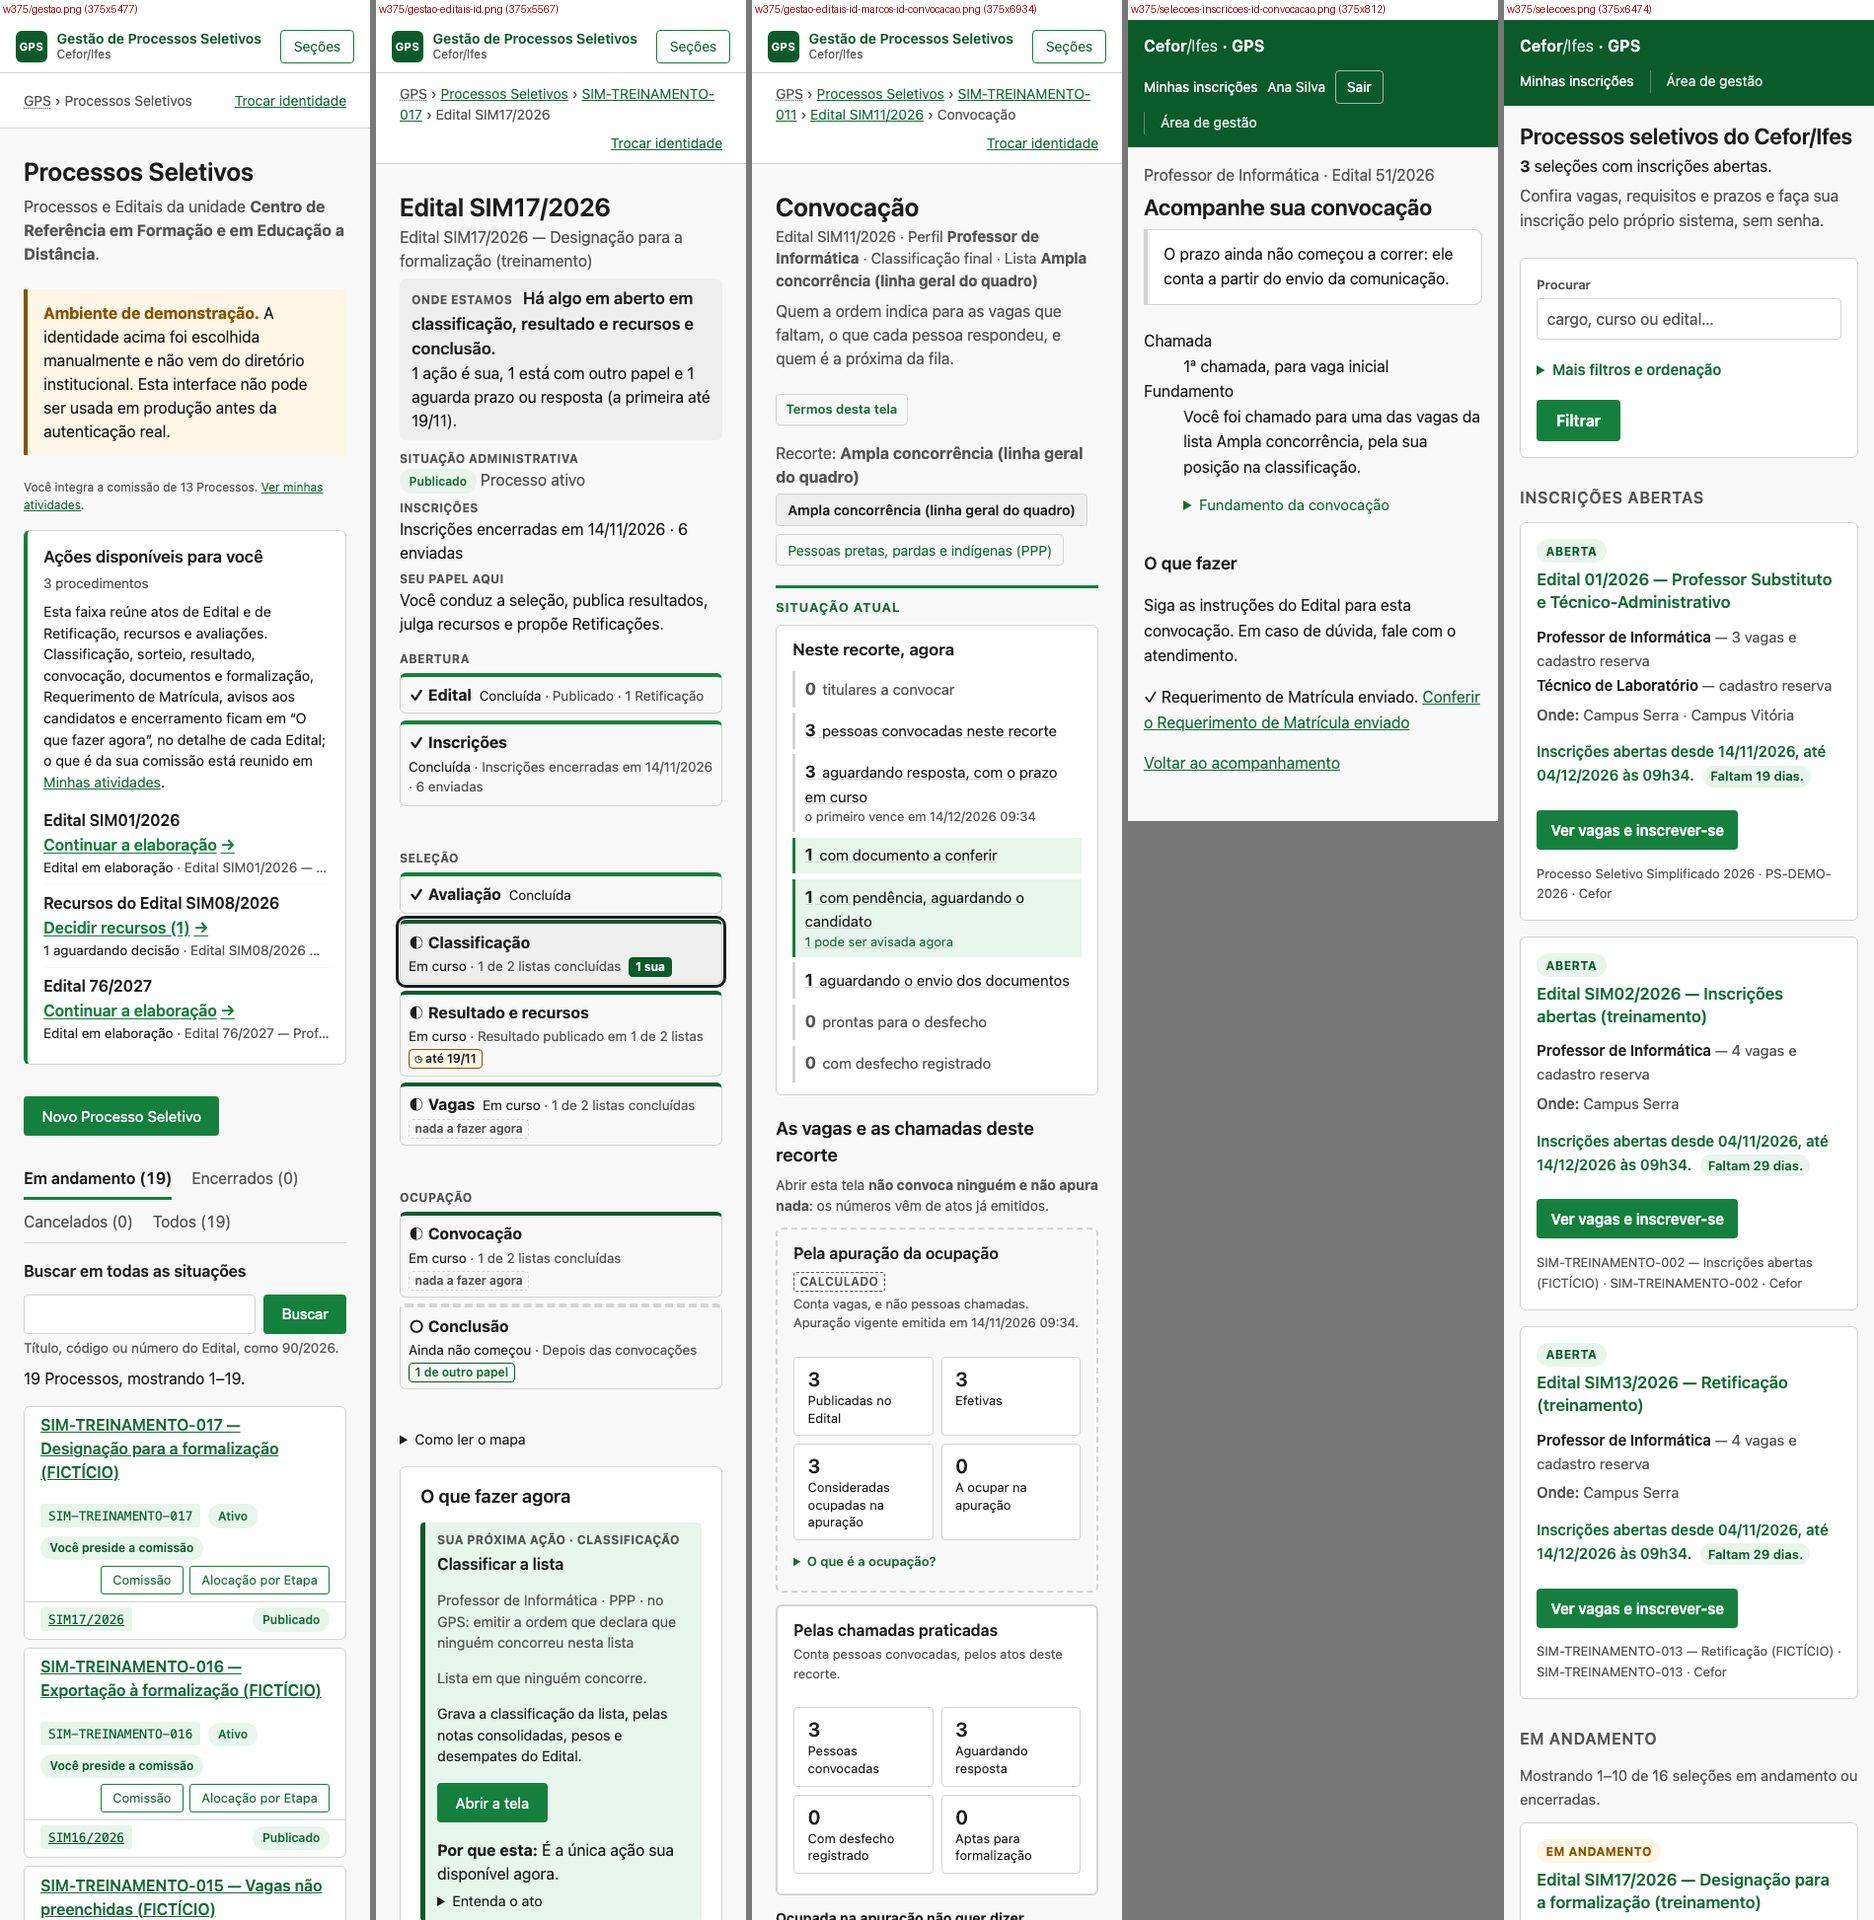 w375/gestao.png (375x5477)
GPS
Gestão de Processos Seletivos
Cefor/Ifes
Seções
GPS › Processos Seletivos
Trocar identidade
Processos Seletivos
Processos e Editais da unidade Centro de
Referência em Formação e em Educação a
Distância.
Ambiente de demonstração. A
identidade acima foi escolhida
manualmente e não vem do diretório
institucional. Esta interface não pode
ser usada em produção antes da
autenticação real.
Você integra a comissão de 13 Processos. Ver minhas
atividades.
Ações disponíveis para você
3 procedimentos
Esta faixa reúne atos de Edital e de
Retificação, recursos e avaliações.
Classificação, sorteio, resultado,
convocação, documentos e formalização,
Requerimento de Matrícula, avisos aos
candidatos e encerramento ficam em “O
que fazer agora”, no detalhe de cada Edital;
o que é da sua comissão está reunido em
Minhas atividades.
Edital SIM01/2026
Continuar a elaboração →
Edital em elaboração · Edital SIM01/2026 — ...
Recursos do Edital SIM08/2026
Decidir recursos (1) →
1 aguardando decisão · Edital SIM08/2026 ...
Edital 76/2027
Continuar a elaboração →
Edital em elaboração · Edital 76/2027 — Prof...
Novo Processo Seletivo
Em andamento (19)
Encerrados (0)
Cancelados (0)
Todos (19)
Buscar em todas as situações
Buscar
Título, código ou número do Edital, como 90/2026.
19 Processos, mostrando 1–19.
SIM-TREINAMENTO-017 —
Designação para a formalização
(FICTÍCIO)
SIM-TREINAMENTO-017
Ativo
Você preside a comissão
Comissão
Alocação por Etapa
SIM17/2026
Publicado
SIM-TREINAMENTO-016 —
Exportação à formalização (FICTÍCIO)
SIM-TREINAMENTO-016
Ativo
Você preside a comissão
Comissão
Alocação por Etapa
SIM16/2026
Publicado
SIM-TREINAMENTO-015 — Vagas não
preenchidas (FICTÍCIO)
w375/gestao-editais-id.png (375x5567)
GPS
Gestão de Processos Seletivos
Cefor/Ifes
Seções
GPS › Processos Seletivos › SIM-TREINAMENTO-
017 › Edital SIM17/2026
Trocar identidade
Edital SIM17/2026
Edital SIM17/2026 — Designação para a
formalização (treinamento)
ONDE ESTAMOS Há algo em aberto em
classificação, resultado e recursos e
conclusão.
1 ação é sua, 1 está com outro papel e 1
aguarda prazo ou resposta (a primeira até
19/11).
SITUAÇÃO ADMINISTRATIVA
Publicado Processo ativo
INSCRIÇÕES
Inscrições encerradas em 14/11/2026 · 6
enviadas
SEU PAPEL AQUI
Você conduz a seleção, publica resultados,
julga recursos e propõe Retificações.
ABERTURA
✓ Edital Concluída · Publicado · 1 Retificação
✓ Inscrições
Concluída · Inscrições encerradas em 14/11/2026
· 6 enviadas
SELEÇÃO
✓ Avaliação Concluída
Classificação
Em curso · 1 de 2 listas concluídas 1 sua
Resultado e recursos
Em curso · Resultado publicado em 1 de 2 listas
até 19/11
Vagas Em curso · 1 de 2 listas concluídas
nada a fazer agora
OCUPAÇÃO
Convocação
Em curso · 1 de 2 listas concluídas
nada a fazer agora
Conclusão
Ainda não começou · Depois das convocações
1 de outro papel
Como ler o mapa
O que fazer agora
SUA PRÓXIMA AÇÃO · CLASSIFICAÇÃO
Classificar a lista
Professor de Informática · PPP · no
GPS: emitir a ordem que declara que
ninguém concorreu nesta lista
Lista em que ninguém concorre.
Grava a classificação da lista, pelas
notas consolidadas, pesos e
desempates do Edital.
Abrir a tela
Por que esta: É a única ação sua
disponível agora.
Entenda o ato
w375/gestao-editais-id-marcos-id-convocacao.png (375x6934)
GPS
Gestão de Processos Seletivos
Cefor/Ifes
Seções
GPS › Processos Seletivos › SIM-TREINAMENTO-
011 › Edital SIM11/2026 › Convocação
Trocar identidade
Convocação
Edital SIM11/2026 · Perfil Professor de
Informática · Classificação final · Lista Ampla
concorrência (linha geral do quadro)
Quem a ordem indica para as vagas que
faltam, o que cada pessoa respondeu, e
quem é a próxima da fila.
Termos desta tela
Recorte: Ampla concorrência (linha geral
do quadro)
Ampla concorrência (linha geral do quadro)
Pessoas pretas, pardas e indígenas (PPP)
SITUAÇÃO ATUAL
Neste recorte, agora
0 titulares a convocar
3 pessoas convocadas neste recorte
3 aguardando resposta, com o prazo
em curso
o primeiro vence em 14/12/2026 09:34
1 com documento a conferir
1 com pendência, aguardando o
candidato
1 pode ser avisada agora
1 aguardando o envio dos documentos
0 prontas para o desfecho
0 com desfecho registrado
As vagas e as chamadas deste
recorte
Abrir esta tela não convoca ninguém e não apura
nada: os números vêm de atos já emitidos.
Pela apuração da ocupação
CALCULADO
Conta vagas, e não pessoas chamadas.
Apuração vigente emitida em 14/11/2026 09:34.
3
Publicadas no
Edital
3
Efetivas
3
Consideradas
ocupadas na
apuração
0
A ocupar na
apuração
O que é a ocupação?
Pelas chamadas praticadas
Conta pessoas convocadas, pelos atos deste
recorte.
3
Pessoas
convocadas
3
Aguardando
resposta
0
Com desfecho
registrado
0
Aptas para
formalização
Ocupada na apuração não quer dizer
w375/selecoes-inscricoes-id-convocacao.png (375x812)
Cefor/Ifes · GPS
Minhas inscrições
Ana Silva
Sair
Área de gestão
Professor de Informática · Edital 51/2026
Acompanhe sua convocação
O prazo ainda não começou a correr: ele
conta a partir do envio da comunicação.
Chamada
1ª chamada, para vaga inicial
Fundamento
Você foi chamado para uma das vagas da
lista Ampla concorrência, pela sua
posição na classificação.
Fundamento da convocação
O que fazer
Siga as instruções do Edital para esta
convocação. Em caso de dúvida, fale com o
atendimento.
✓ Requerimento de Matrícula enviado. Conferir
o Requerimento de Matrícula enviado
Voltar ao acompanhamento
w375/selecoes.png (375x6474)
Cefor/Ifes · GPS
Minhas inscrições
Área de gestão
Processos seletivos do Cefor/Ifes
3 seleções com inscrições abertas.
Confira vagas, requisitos e prazos e faça sua
inscrição pelo próprio sistema, sem senha.
Procurar
cargo, curso ou edital...
Mais filtros e ordenação
Filtrar
INSCRIÇÕES ABERTAS
ABERTA
Edital 01/2026 — Professor Substituto
e Técnico-Administrativo
Professor de Informática — 3 vagas e
cadastro reserva
Técnico de Laboratório — cadastro reserva
Onde: Campus Serra · Campus Vitória
Inscrições abertas desde 14/11/2026, até
04/12/2026 às 09h34. Faltam 19 dias.
Ver vagas e inscrever-se
Processo Seletivo Simplificado 2026 · PS-DEMO-
2026 · Cefor
ABERTA
Edital SIM02/2026 — Inscrições
abertas (treinamento)
Professor de Informática — 4 vagas e
cadastro reserva
Onde: Campus Serra
Inscrições abertas desde 04/11/2026, até
14/12/2026 às 09h34. Faltam 29 dias.
Ver vagas e inscrever-se
SIM-TREINAMENTO-002 — Inscrições abertas
(FICTÍCIO) · SIM-TREINAMENTO-002 · Cefor
ABERTA
Edital SIM13/2026 — Retificação
(treinamento)
Professor de Informática — 4 vagas e
cadastro reserva
Onde: Campus Serra
Inscrições abertas desde 04/11/2026, até
14/12/2026 às 09h34. Faltam 29 dias.
Ver vagas e inscrever-se
SIM-TREINAMENTO-013 — Retificação (FICTÍCIO) ·
SIM-TREINAMENTO-013 · Cefor
EM ANDAMENTO
Mostrando 1–10 de 16 seleções em andamento ou
encerradas.
EM ANDAMENTO
Edital SIM17/2026 — Designação para
a formalização (treinamento)